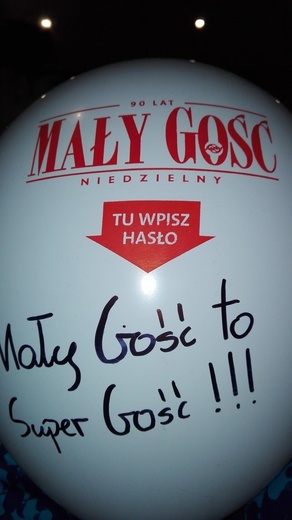 90 LAT
MAŁY GOŚĆ
NIEDZIELNY
TU WPISZ
HASŁO
Mały Gość to
Super Gość !!!